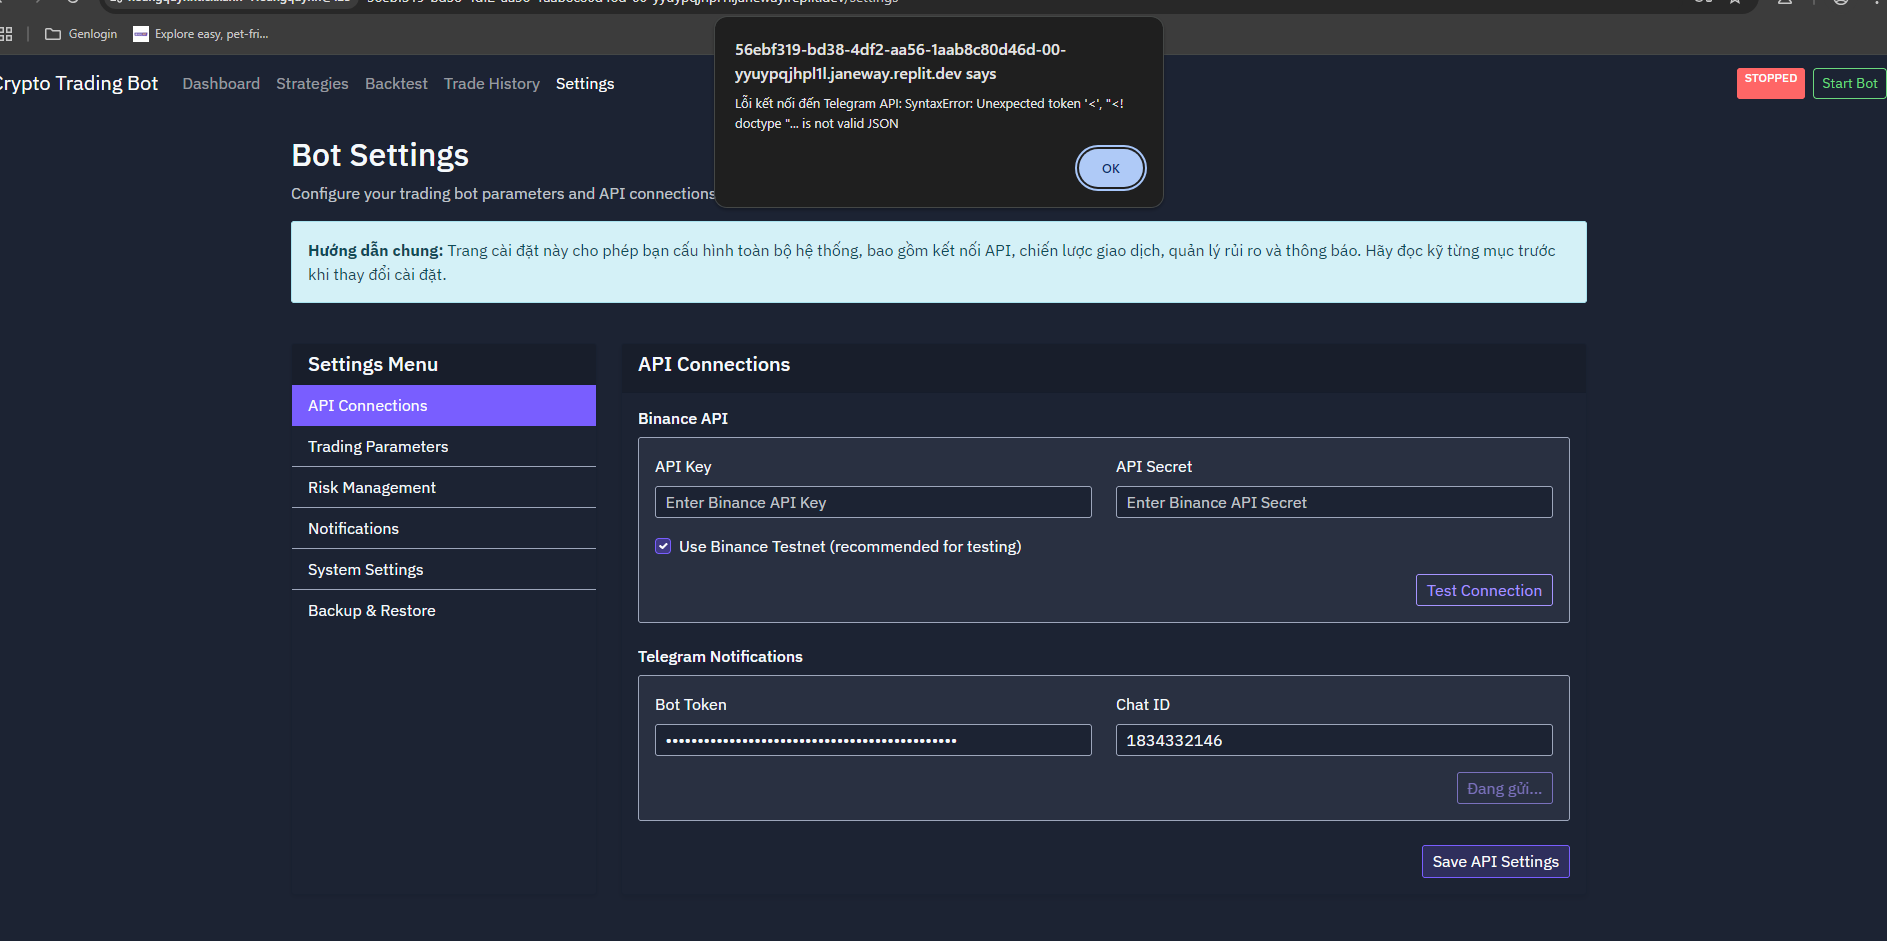 Genlogin
Explore easy, pet-fri...
56ebf319-bd38-4df2-aa56-1aab8c80d46d-00-
yyuypqjhpl1l.janeway.replit.dev says
Lỗi kết nối đến Telegram API: SyntaxError: Unexpected token '<', "<!
doctype "... is not valid JSON
OK
rypto Trading Bot
Dashboard
Strategies
Backtest
Trade History
Settings
STOPPED
Start Bot
Bot Settings
Configure your trading bot parameters and API connections
Hướng dẫn chung: Trang cài đặt này cho phép bạn cấu hình toàn bộ hệ thống, bao gồm kết nối API, chiến lược giao dịch, quản lý rủi ro và thông báo. Hãy đọc kỹ từng mục trước
khi thay đổi cài đặt.
Settings Menu
API Connections
Trading Parameters
Risk Management
Notifications
System Settings
Backup & Restore
API Connections
Binance API
API Key
API Secret
Enter Binance API Key
Enter Binance API Secret
Use Binance Testnet (recommended for testing)
Test Connection
Telegram Notifications
Bot Token
Chat ID
••••••••••••••••••••••••••••••••••••••••••••••
1834332146
Đang gửi...
Save API Settings